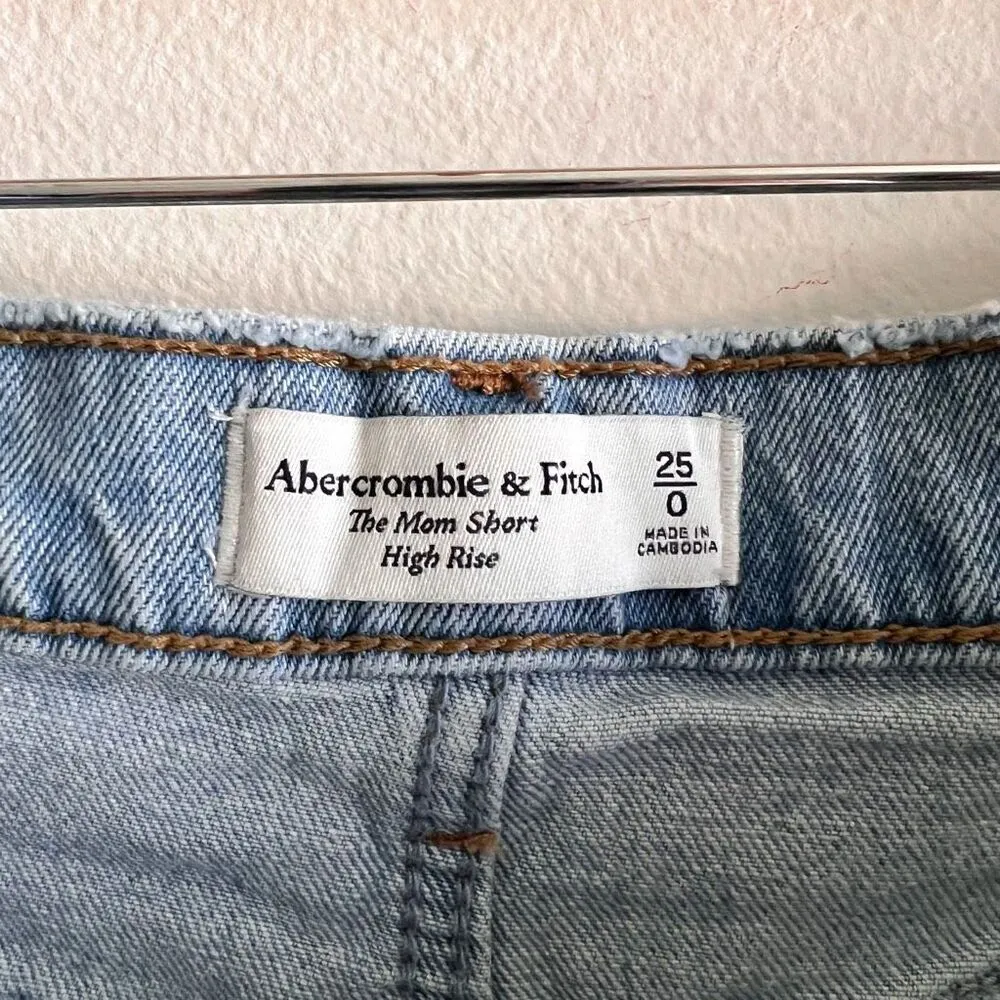 Abercrombie & Fitch
The Mom Short
High Rise
25
0
MADE IN
CAMBODIA